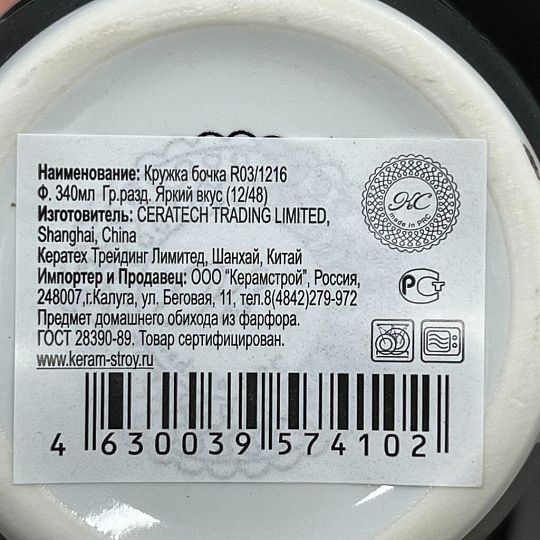 Наименование: Кружка бочка R03/1216
Ф. 340мл Гр.разд. Яркий вкус (12/48)
Изготовитель: CERATECH TRADING LIMITED,
Shanghai, China
Кератех Трейдинг Лимитед, Шанхай, Китай
Импортер и Продавец: ООО “Керамстрой”, Россия,
248007,г.Калуга, ул. Беговая, 11, тел.8(4842)279-972
Предмет домашнего обихода из фарфора.
ГОСТ 28390-89. Товар сертифицирован.
www.keram-stroy.ru
4 630039 574102
КС
made in PRC
РСТ